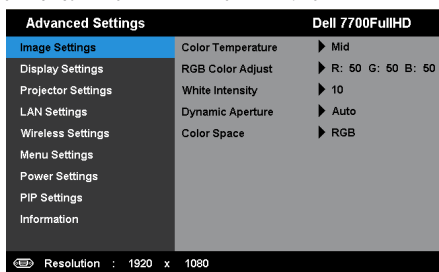 Advanced Settings Dell 7700FullHD
Image Settings Color Temperature Mid
Display Settings RGB Color Adjust R: 50 G: 50 B: 50
Projector Settings White Intensity 10
LAN Settings Dynamic Aperture Auto
Wireless Settings Color Space RGB
Menu Settings
Power Settings
PIP Settings
Information
Resolution : 1920 x 1080